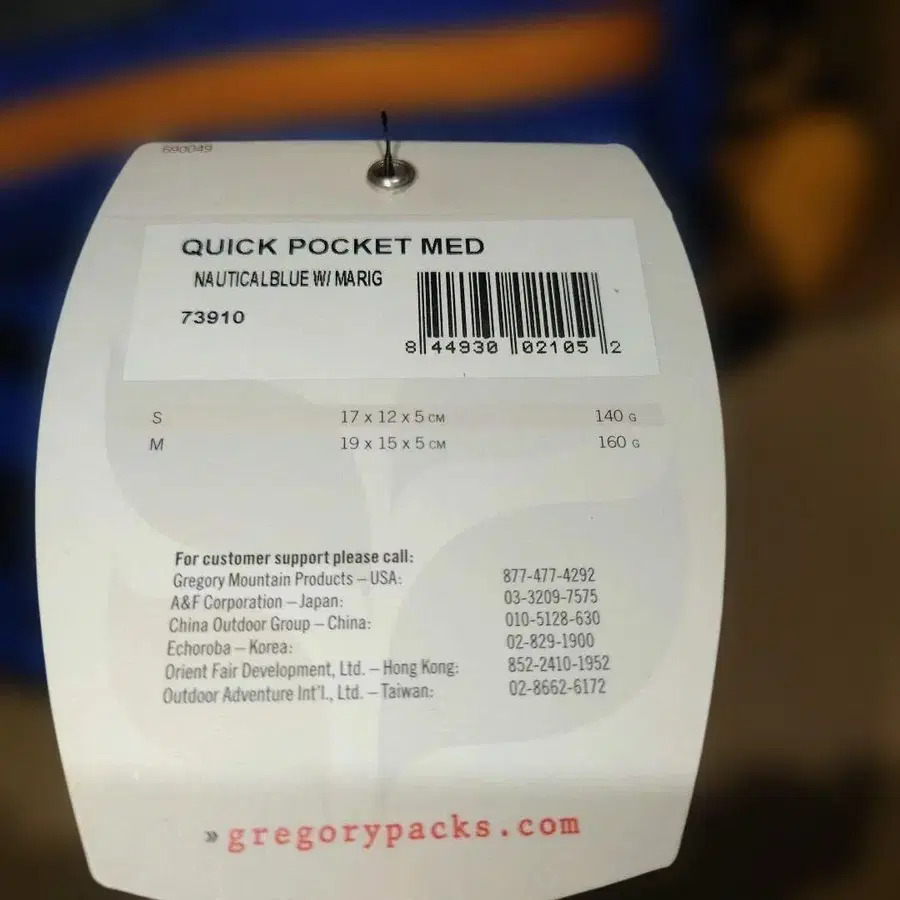 690049
QUICK POCKET MED
NAUTICALBLUE W/ MARIG
73910
8 44930 02105 2
S 17 x 12 x 5 CM 140 G
M 19 x 15 x 5 CM 160 G
For customer support please call:
Gregory Mountain Products – USA: 877-477-4292
A&F Corporation – Japan: 03-3209-7575
China Outdoor Group – China: 010-5128-630
Echoroba – Korea: 02-829-1900
Orient Fair Development, Ltd. – Hong Kong: 852-2410-1952
Outdoor Adventure Int'l., Ltd. – Taiwan: 02-8662-6172
» gregorypacks.com